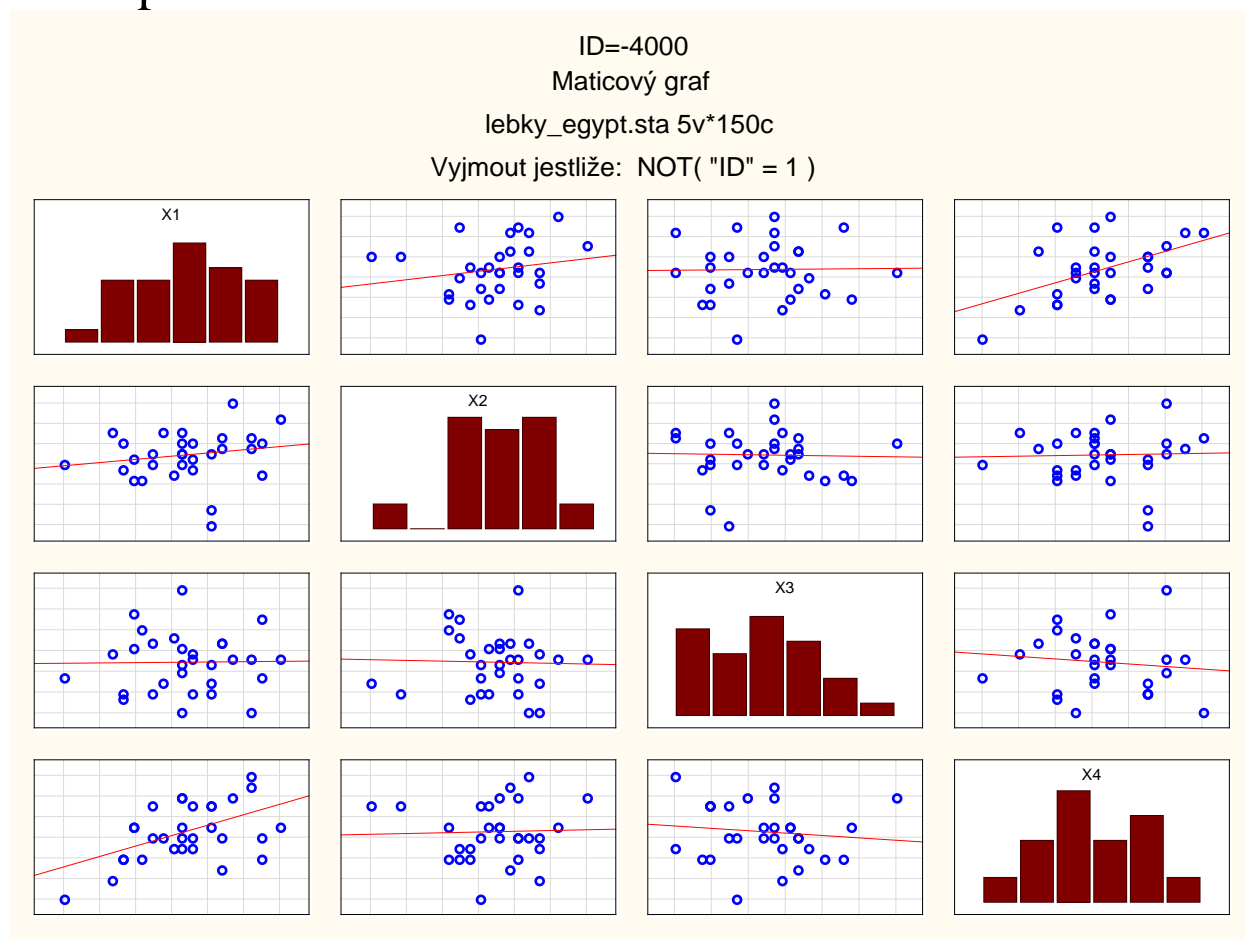 ID=-4000
Maticový graf
lebky_egypt.sta 5v*150c
Vyjmout jestliže:  NOT( "ID" = 1 )
X1
X2
X3
X4